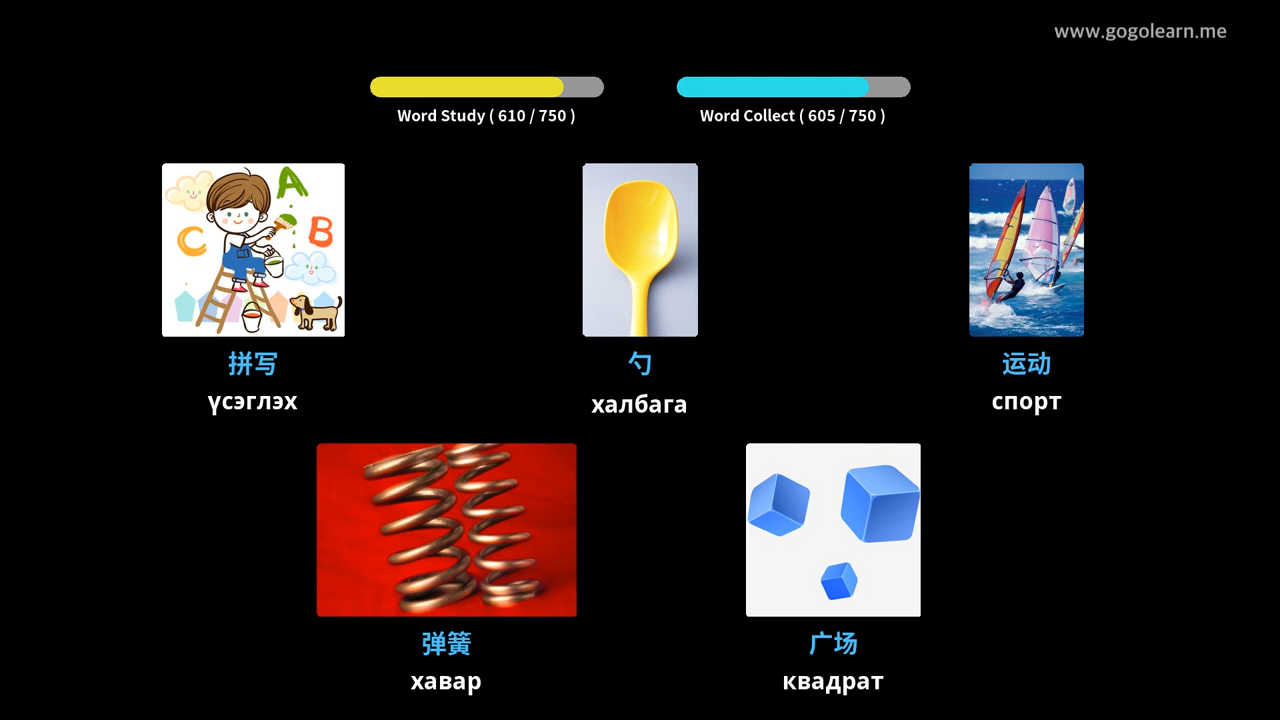 www.gogolearn.me
Word Study ( 610 / 750 )
Word Collect ( 605 / 750 )
A
B
C
拼写
үсэглэх
勺
халбага
运动
спорт
弹簧
хавар
广场
квадрат